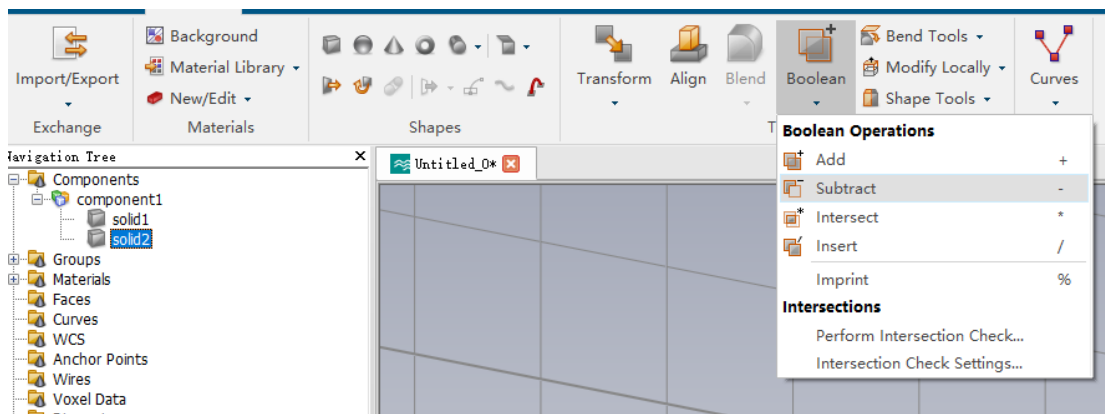 Import/Export
Exchange
Background
Material Library
New/Edit
Materials
Shapes
Transform
Align
Blend
Boolean
T
Bend Tools
Modify Locally
Shape Tools
Curves
Boolean Operations
Add +
Subtract -
Intersect *
Insert /
Imprint %
Intersections
Perform Intersection Check...
Intersection Check Settings...
Navigation Tree
Components
component1
solid1
solid2
Groups
Materials
Faces
Curves
WCS
Anchor Points
Wires
Voxel Data
Untitled_0*